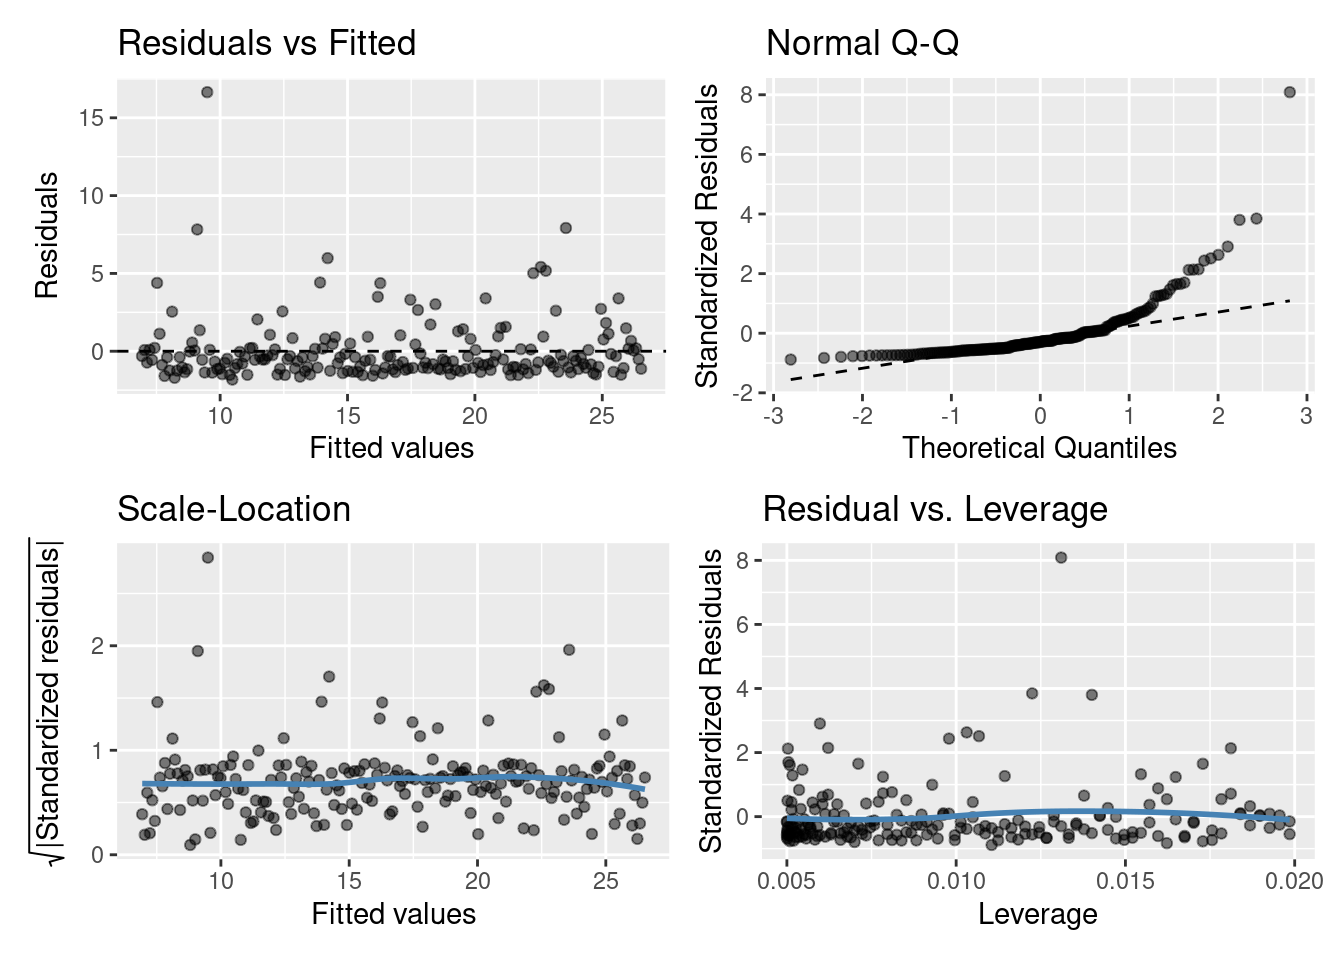 Residuals vs Fitted
Residuals
15
10
5
0
10 15 20 25
Fitted values
Normal Q-Q
Standardized Residuals
8
6
4
2
0
-2
-3 -2 -1 0 1 2 3
Theoretical Quantiles
Scale-Location
√|Standardized residuals|
2
1
0
10 15 20 25
Fitted values
Residual vs. Leverage
Standardized Residuals
8
6
4
2
0
0.005 0.010 0.015 0.020
Leverage